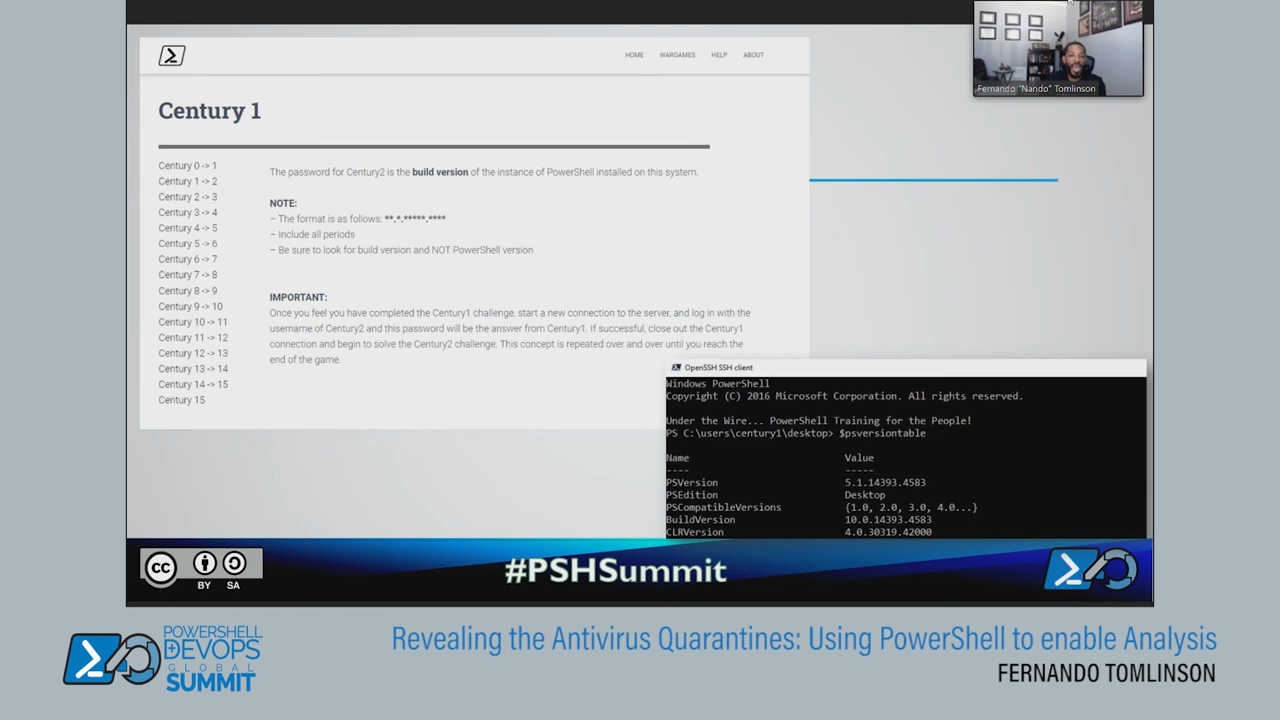 HOME WARGAMES HELP ABOUT
Fernando "Nando" Tomlinson
Century 1
Century 0 -> 1
Century 1 -> 2
Century 2 -> 3
Century 3 -> 4
Century 4 -> 5
Century 5 -> 6
Century 6 -> 7
Century 7 -> 8
Century 8 -> 9
Century 9 -> 10
Century 10 -> 11
Century 11 -> 12
Century 12 -> 13
Century 13 -> 14
Century 14 -> 15
Century 15
The password for Century2 is the build version of the instance of PowerShell installed on this system.
NOTE:
– The format is as follows: **.*.*****.****
– Include all periods
– Be sure to look for build version and NOT PowerShell version
IMPORTANT:
Once you feel you have completed the Century1 challenge, start a new connection to the server, and log in with the
username of Century2 and this password will be the answer from Century1. If successful, close out the Century1
connection and begin to solve the Century2 challenge. This concept is repeated over and over until you reach the
end of the game.
OpenSSH SSH client
Windows PowerShell
Copyright (C) 2016 Microsoft Corporation. All rights reserved.
Under the Wire... PowerShell Training for the People!
PS C:\users\century1\desktop> $psversiontable
Name Value
---- -----
PSVersion 5.1.14393.4583
PSEdition Desktop
PSCompatibleVersions {1.0, 2.0, 3.0, 4.0...}
BuildVersion 10.0.14393.4583
CLRVersion 4.0.30319.42000
cc BY SA
#PSHSummit
POWERSHELL
DEVOPS
GLOBAL
SUMMIT
Revealing the Antivirus Quarantines: Using PowerShell to enable Analysis
FERNANDO TOMLINSON